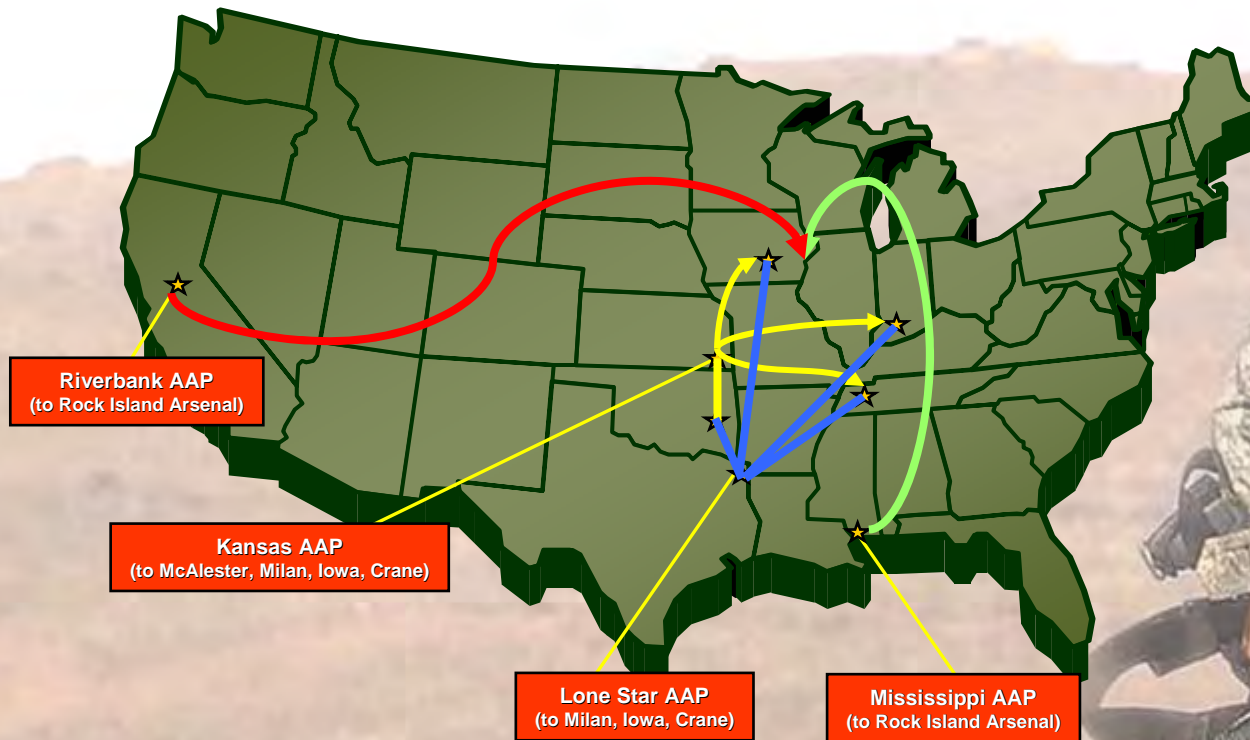 Riverbank AAP
(to Rock Island Arsenal)
Kansas AAP
(to McAlester, Milan, Iowa, Crane)
Lone Star AAP
(to Milan, Iowa, Crane)
Mississippi AAP
(to Rock Island Arsenal)